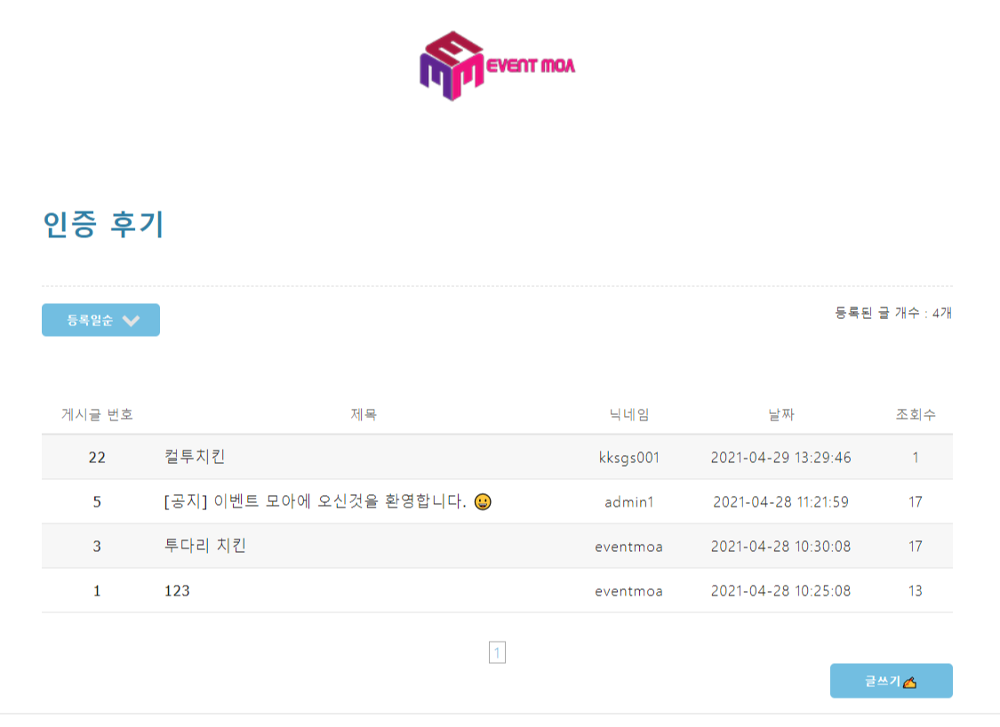 EVENT MOA
인증 후기
등록일순
등록된 글 개수 : 4개
게시글 번호 제목 닉네임 날짜 조회수
22 컬투치킨 kksgs001 2021-04-29 13:29:46 1
5 [공지] 이벤트 모아에 오신것을 환영합니다. 😀 admin1 2021-04-28 11:21:59 17
3 투다리 치킨 eventmoa 2021-04-28 10:30:08 17
1 123 eventmoa 2021-04-28 10:25:08 13
1
글쓰기✍